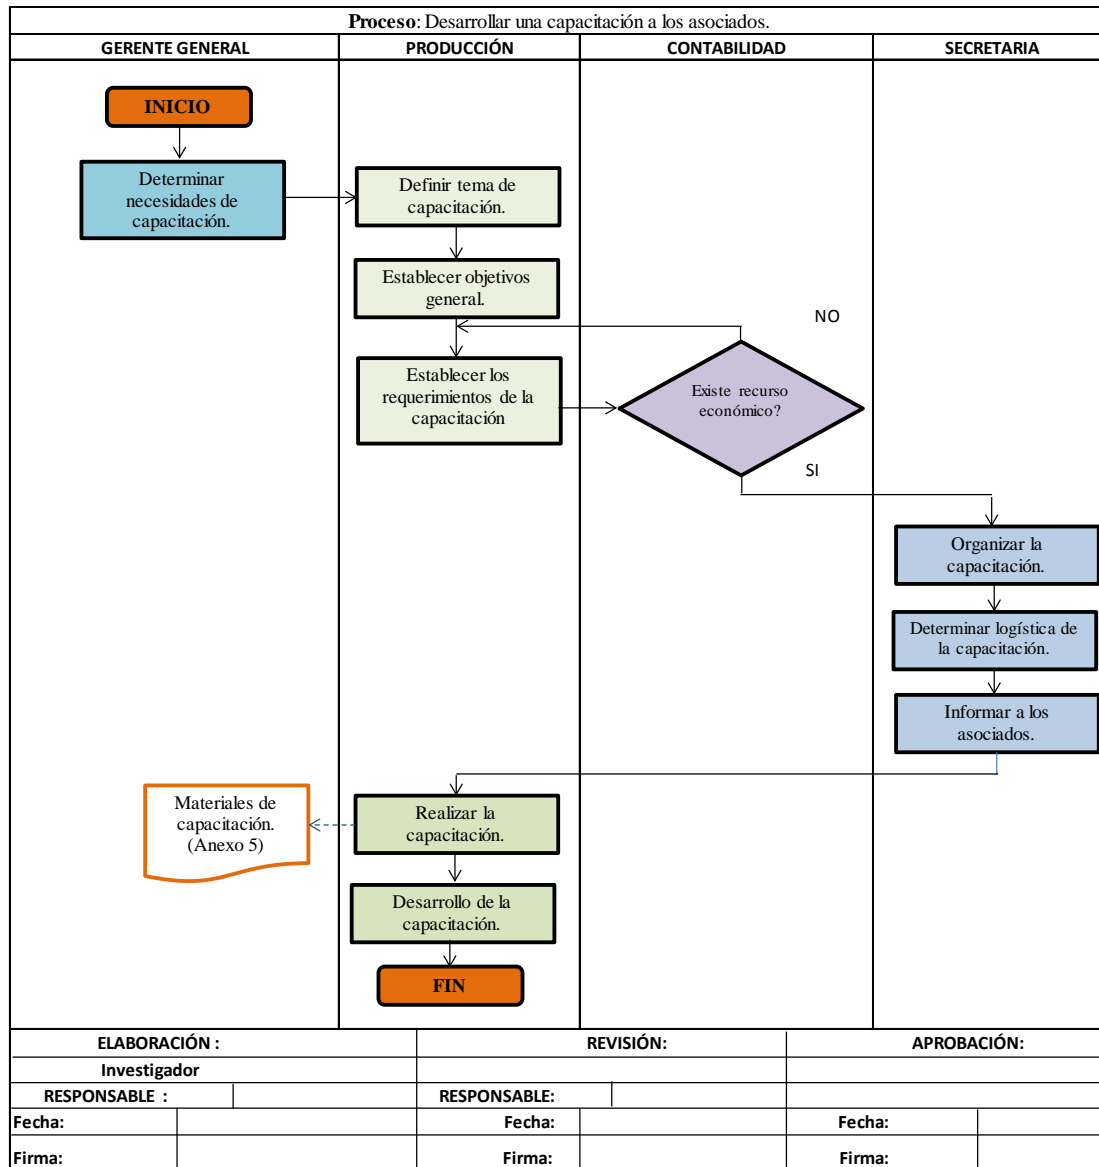 Proceso: Desarrollar una capacitación a los asociados.
GERENTE GENERAL
PRODUCCIÓN
CONTABILIDAD
SECRETARIA
INICIO
Determinar
necesidades de
capacitación.
Definir tema de
capacitación.
Establecer objetivos
general.
NO
Establecer los
requerimientos de la
capacitación
Existe recurso
económico?
SI
Organizar la
capacitación.
Determinar logística de
la capacitación.
Informar a los
asociados.
Materiales de
capacitación.
(Anexo 5)
Realizar la
capacitación.
Desarrollo de la
capacitación.
FIN
ELABORACIÓN :
REVISIÓN:
APROBACIÓN:
Investigador
RESPONSABLE :
RESPONSABLE:
Fecha:
Fecha:
Fecha:
Firma:
Firma:
Firma: